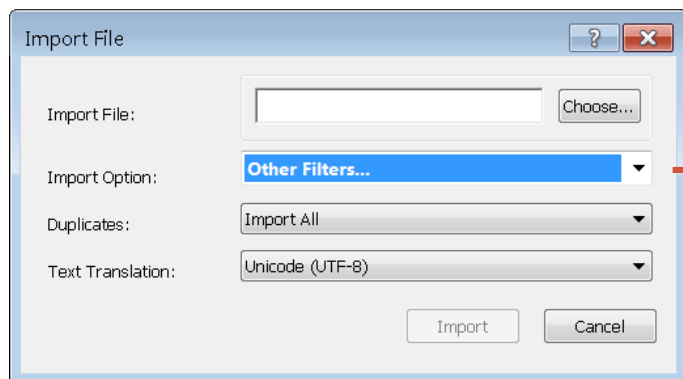 Import File
Import File:
Choose...
Import Option:
Other Filters...
Duplicates:
Import All
Text Translation:
Unicode (UTF-8)
Import
Cancel